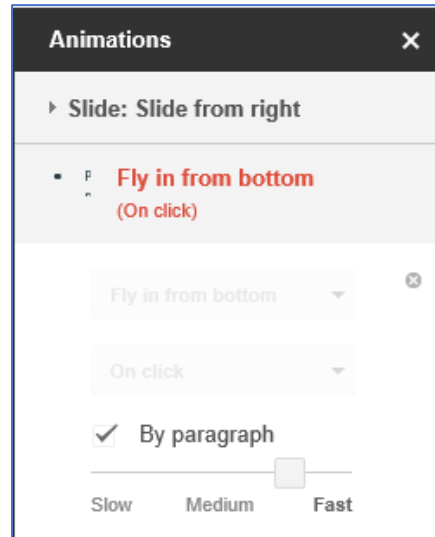 Animations
Slide: Slide from right
Fly in from bottom
(On click)
Fly in from bottom
On click
By paragraph
Slow Medium Fast